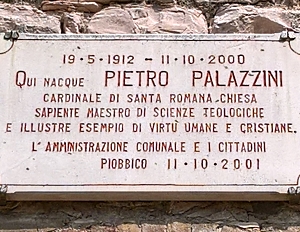 19·5·1912 – 11·10·2000
QUI NACQUE PIETRO PALAZZINI
CARDINALE DI SANTA ROMANA CHIESA
SAPIENTE MAESTRO DI SCIENZE TEOLOGICHE
E ILLUSTRE ESEMPIO DI VIRTÙ UMANE E CRISTIANE.
L'AMMINISTRAZIONE COMUNALE E I CITTADINI
PIOBBICO 11·10·2001